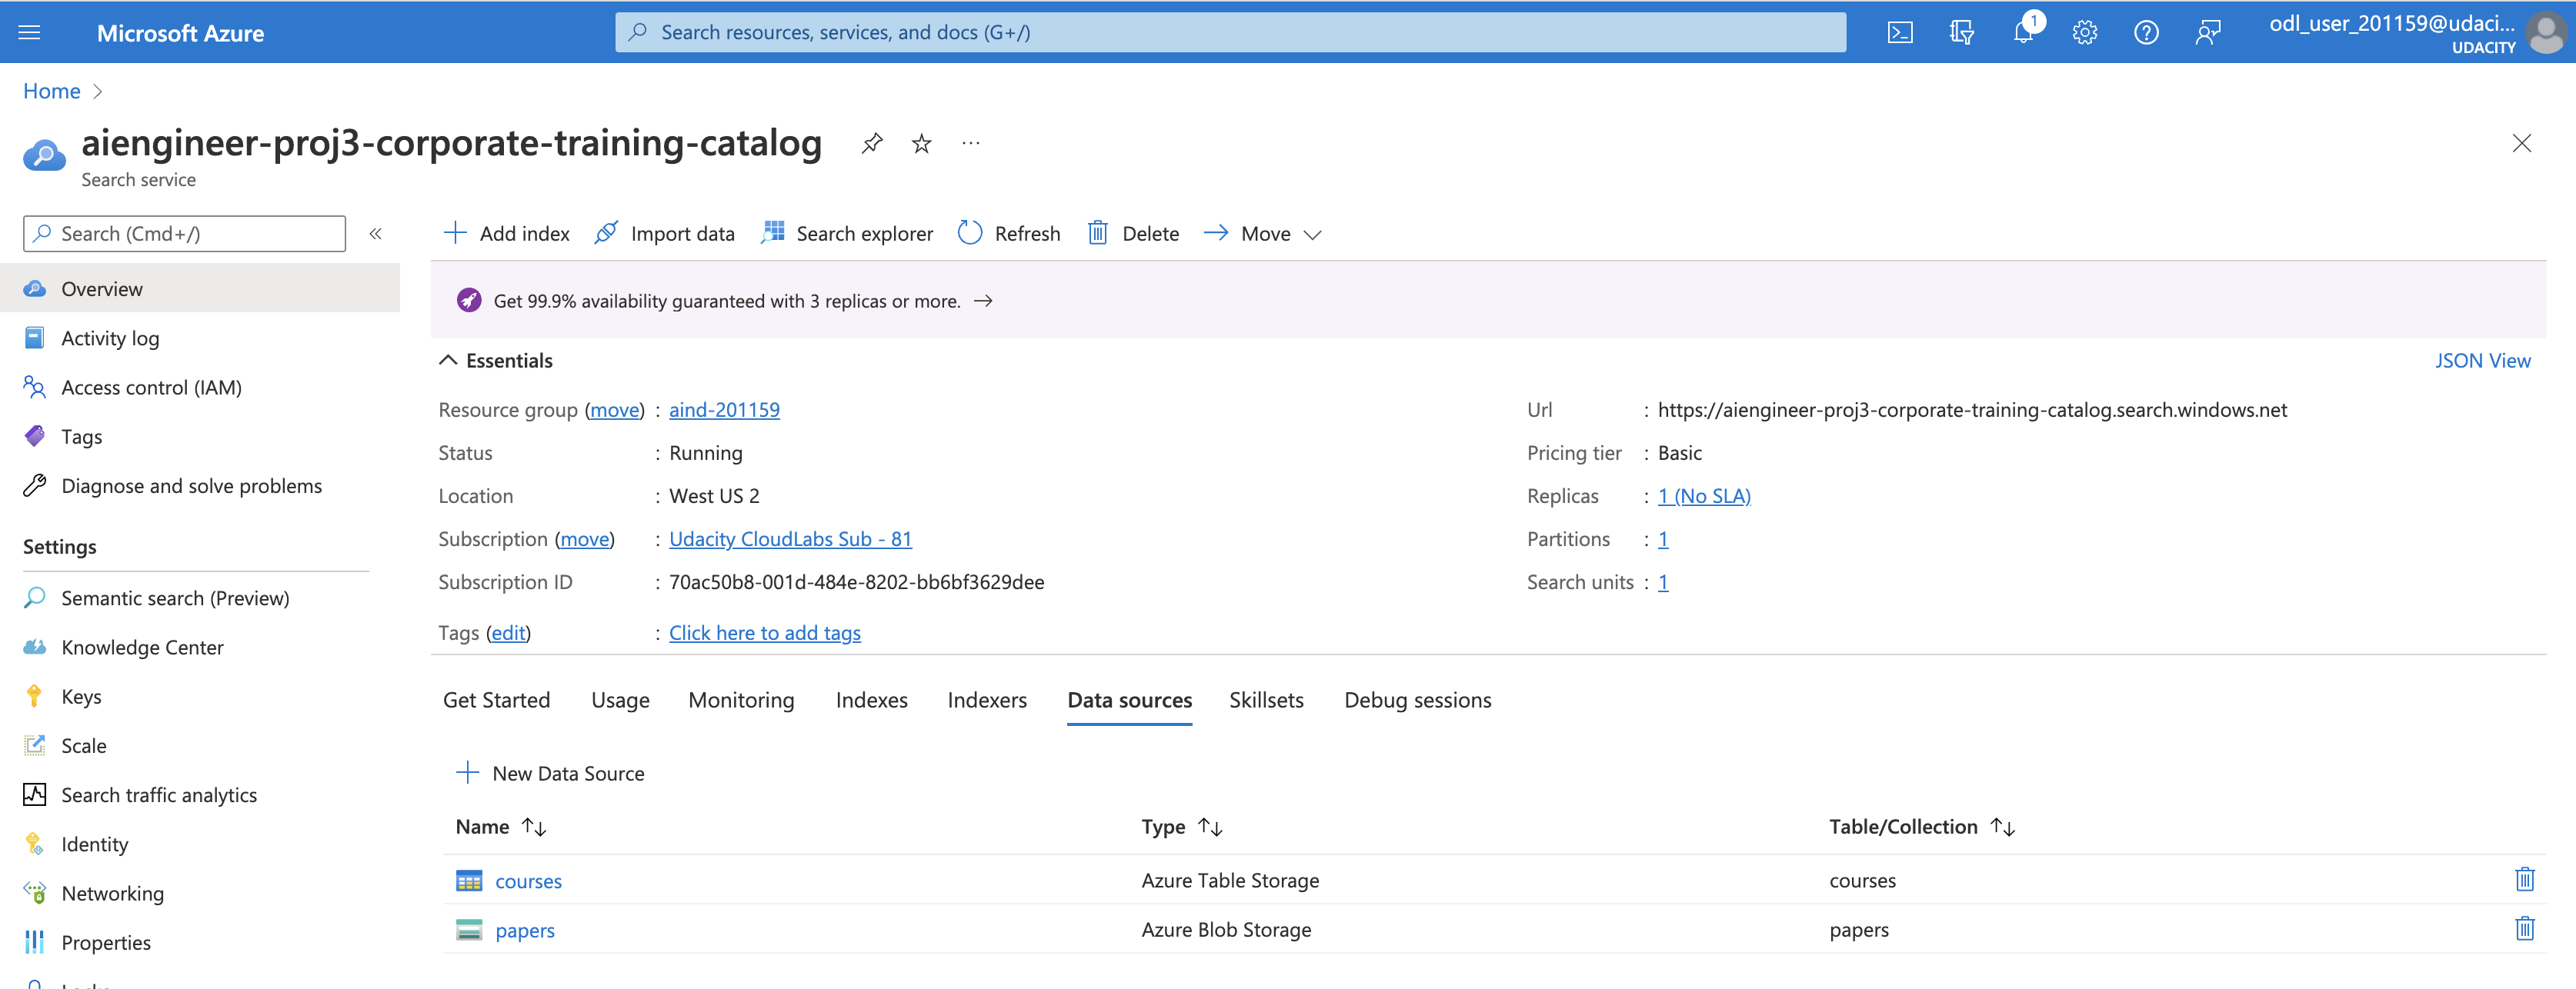 Microsoft Azure
Search resources, services, and docs (G+/)
1
odl_user_201159@udaci...
UDACITY
Home
aiengineer-proj3-corporate-training-catalog
Search service
Search (Cmd+/)
Overview
Activity log
Access control (IAM)
Tags
Diagnose and solve problems
Settings
Semantic search (Preview)
Knowledge Center
Keys
Scale
Search traffic analytics
Identity
Networking
Properties
Locks
Add index
Import data
Search explorer
Refresh
Delete
Move
Get 99.9% availability guaranteed with 3 replicas or more.
Essentials
JSON View
Resource group (move) : aind-201159
Status : Running
Location : West US 2
Subscription (move) : Udacity CloudLabs Sub - 81
Subscription ID : 70ac50b8-001d-484e-8202-bb6bf3629dee
Tags (edit) : Click here to add tags
Url : https://aiengineer-proj3-corporate-training-catalog.search.windows.net
Pricing tier : Basic
Replicas : 1 (No SLA)
Partitions : 1
Search units : 1
Get Started
Usage
Monitoring
Indexes
Indexers
Data sources
Skillsets
Debug sessions
New Data Source
Name Type Table/Collection
courses Azure Table Storage courses
papers Azure Blob Storage papers